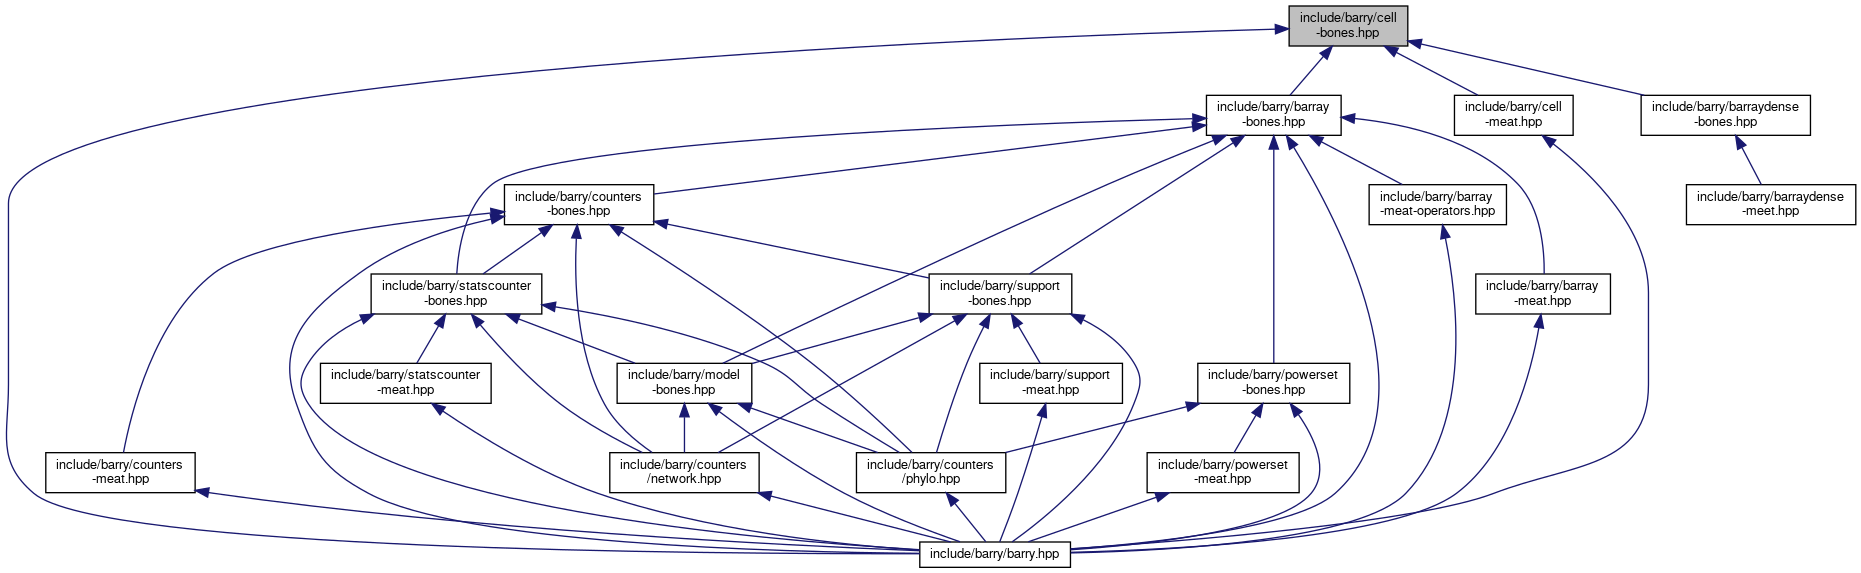 include/barry/cell
-bones.hpp
include/barry/barray
-bones.hpp
include/barry/cell
-meat.hpp
include/barry/barraydense
-bones.hpp
include/barry/counters
-bones.hpp
include/barry/barray
-meat-operators.hpp
include/barry/barraydense
-meet.hpp
include/barry/statscounter
-bones.hpp
include/barry/support
-bones.hpp
include/barry/barray
-meat.hpp
include/barry/statscounter
-meat.hpp
include/barry/model
-bones.hpp
include/barry/support
-meat.hpp
include/barry/powerset
-bones.hpp
include/barry/counters
-meat.hpp
include/barry/counters
/network.hpp
include/barry/counters
/phylo.hpp
include/barry/powerset
-meat.hpp
include/barry/barry.hpp